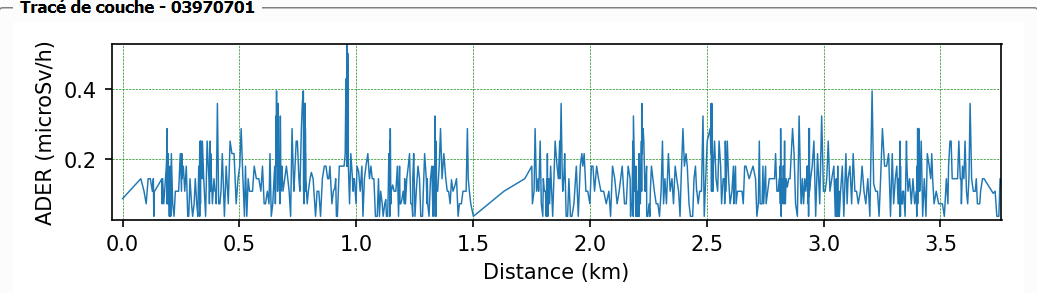 Tracé de couche - 03970701
ADER (microSv/h)
0.4
0.2
0.0 0.5 1.0 1.5 2.0 2.5 3.0 3.5
Distance (km)